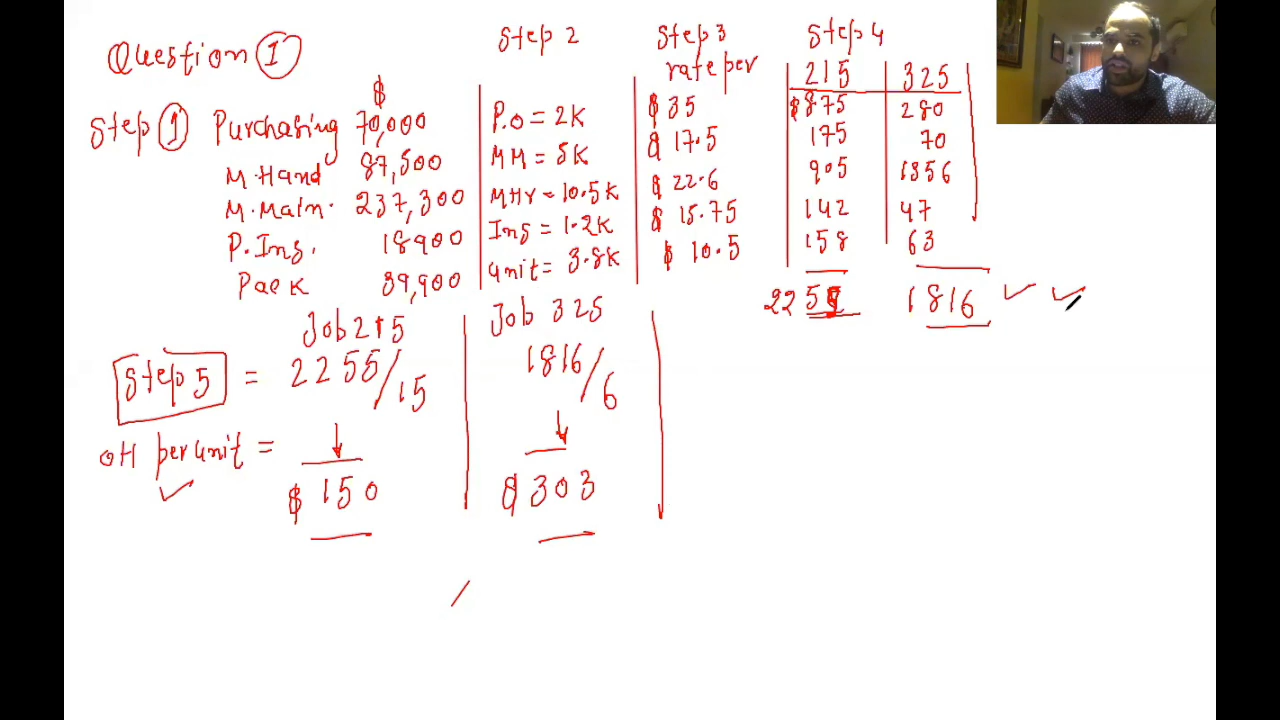 Question 1
Step 1 Purchasing $ 70,000
M.Hand 87,500
M.Main. 237,300
P.Ins. 18900
Pack 39,900
Step 2
P.O = 2K
MM = 5K
MHr = 10.5K
Ins = 1.2K
Unit = 3.8K
Step 3
rate per
$ 35
$ 17.5
$ 22.6
$ 15.75
$ 10.5
Step 4
215 325
$875 280
175 70
905 1356
142 47
158 63
2255 1816
Job 215 Job 325
Step 5 = 2255/15 1816/6
OH per unit = $150 $303